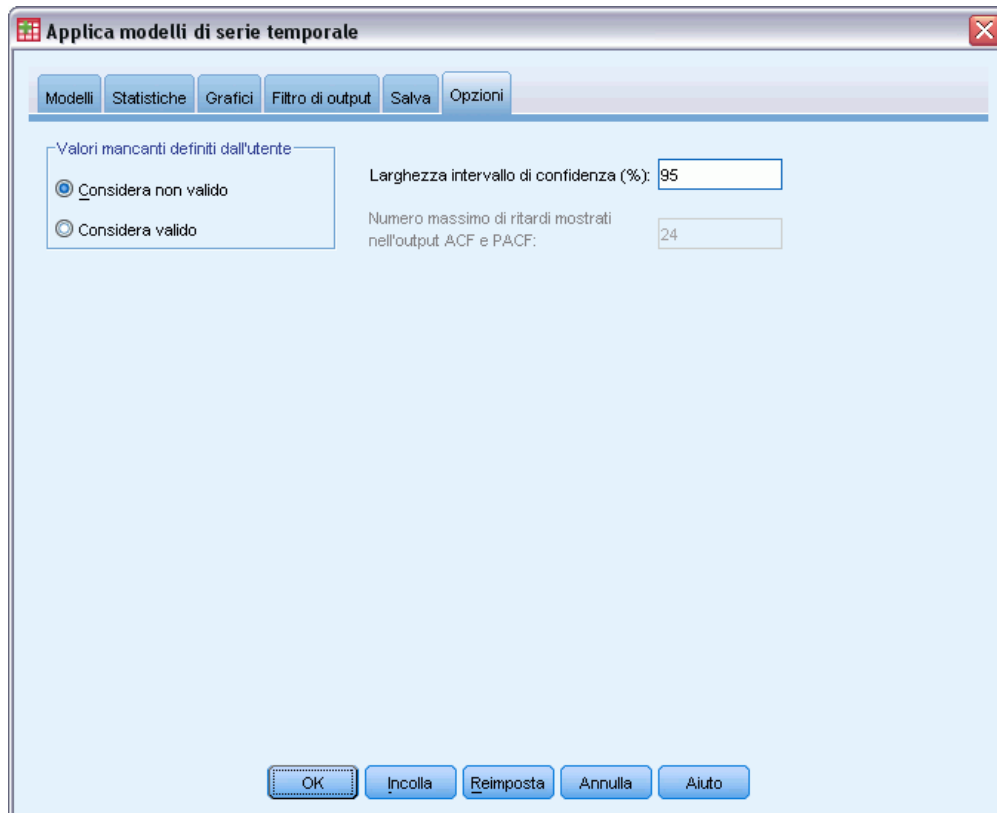 Applica modelli di serie temporale
Modelli Statistiche Grafici Filtro di output Salva Opzioni
Valori mancanti definiti dall'utente
Considera non valido
Considera valido
Larghezza intervallo di confidenza (%): 95
Numero massimo di ritardi mostrati
nell'output ACF e PACF: 24
OK Incolla Reimposta Annulla Aiuto